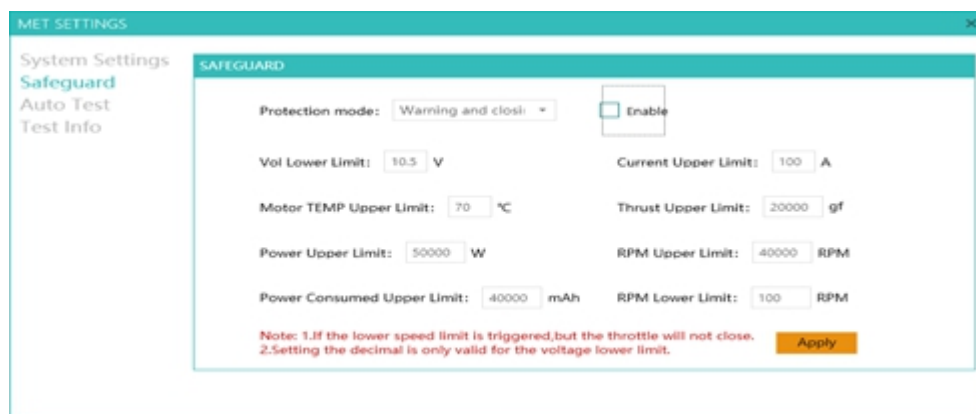 MET SETTINGS
System Settings
Safeguard
Auto Test
Test Info
SAFEGUARD
Protection mode: Warning and closi Enable
Vol Lower Limit: 10.5 V Current Upper Limit: 100 A
Motor TEMP Upper Limit: 70 ℃ Thrust Upper Limit: 20000 gf
Power Upper Limit: 50000 W RPM Upper Limit: 40000 RPM
Power Consumed Upper Limit: 40000 mAh RPM Lower Limit: 100 RPM
Note: 1.If the lower speed limit is triggered,but the throttle will not close.
2.Setting the decimal is only valid for the voltage lower limit.
Apply